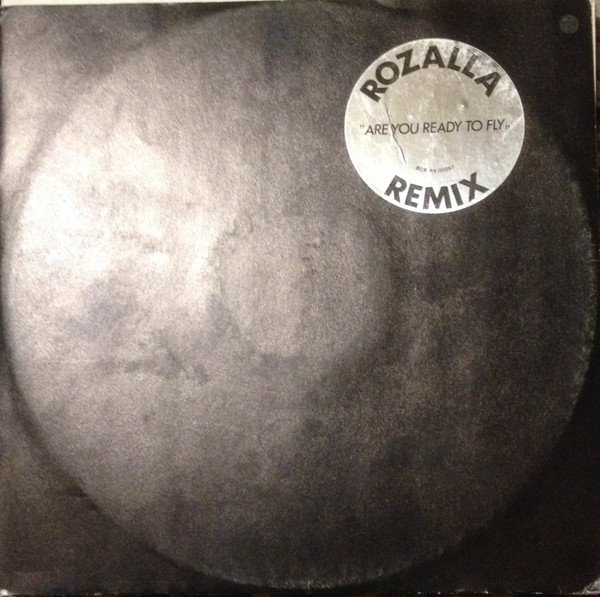 ROZALLA
"ARE YOU READY TO FLY"
REMIX